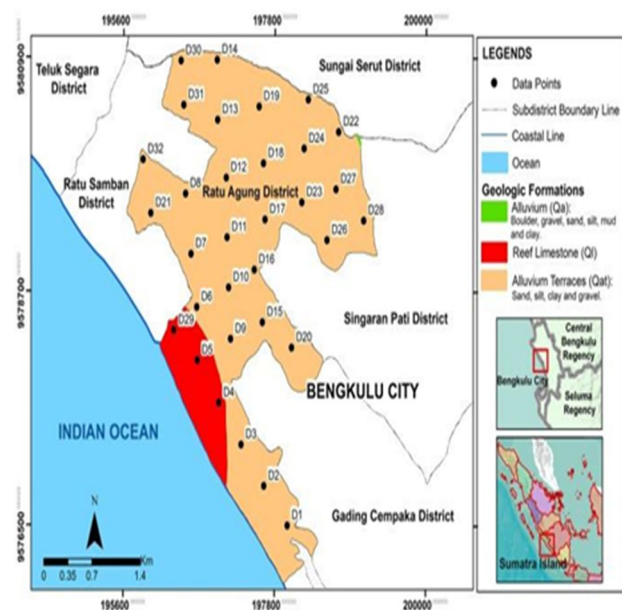 195600 197800 200000
9580900
9578700
9576500
Teluk Segara
District
D30
D14
Sungai Serut District
D31
D13
D19
D25
D22
D24
D32
D18
D12
Ratu Samban
District
Ratu Agung District
D8
D27
D21
D23
D17
D28
D11
D26
D7
D16
D10
D6
D29
D15
Singaran Pati District
D9
D20
D5
BENGKULU CITY
D4
INDIAN OCEAN
D3
D2
Gading Cempaka District
D1
N
Km
0 0.35 0.7 1.4
195600 197800 200000
LEGENDS
Data Points
Subdistrict Boundary Line
Coastal Line
Ocean
Geologic Formations
Alluvium (Qa):
Boulder, gravel, sand, silt, mud
and clay.
Reef Limestone (Ql)
Alluvium Terraces (Qat):
Sand, silt, clay and gravel.
Central
Bengkulu
Regency
Bengkulu City
Seluma
Regency
Sumatra Island